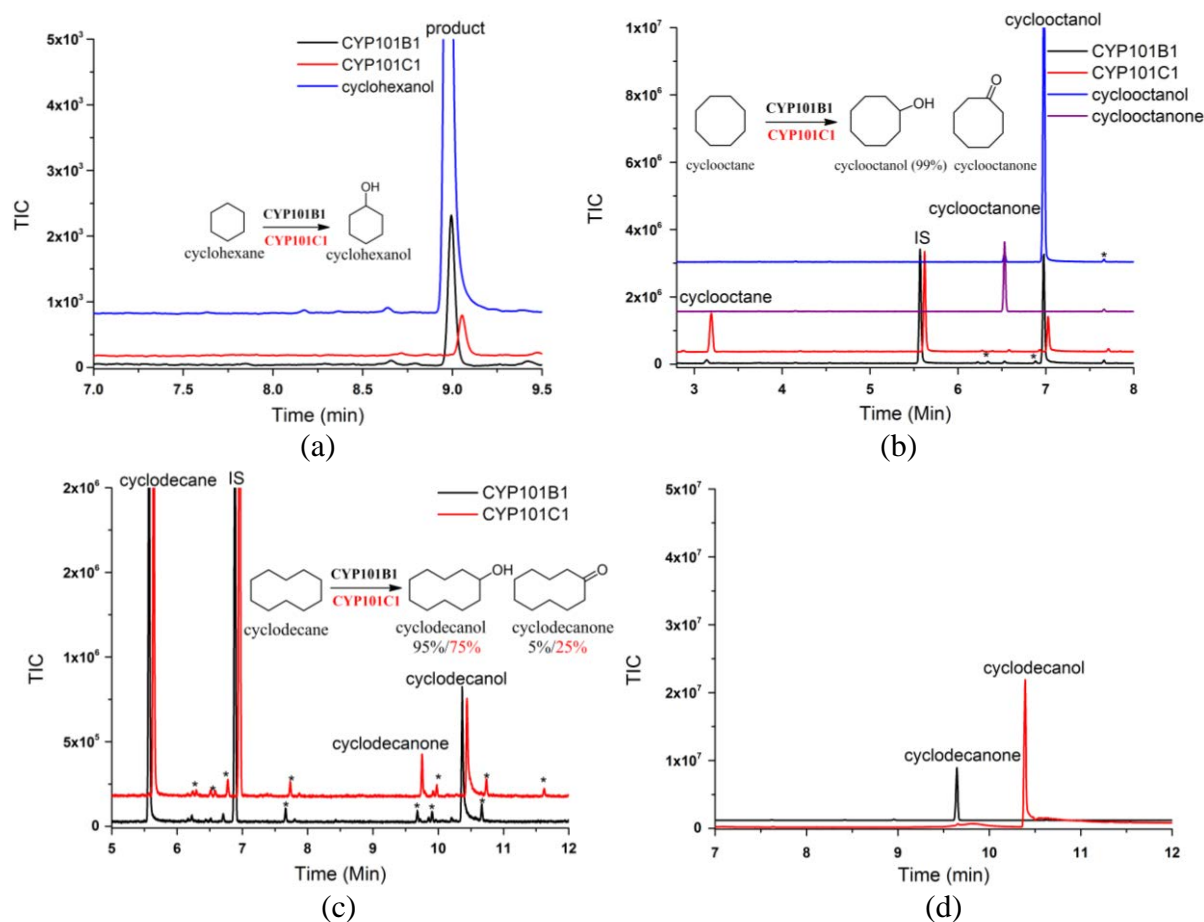 product
5x10³
CYP101B1
CYP101C1
cyclohexanol
4x10³
3x10³
2x10³
1x10³
0
TIC
OH
CYP101B1
CYP101C1
cyclohexane
cyclohexanol
7.0
7.5
8.0
8.5
9.0
9.5
Time (min)
(a)
cyclooctanol
1x10⁷
CYP101B1
CYP101C1
cyclooctanol
cyclooctanone
8x10⁶
6x10⁶
4x10⁶
2x10⁶
0
TIC
OH
O
CYP101B1
CYP101C1
cyclooctane
cyclooctanol (99%)
cyclooctanone
cyclooctanone
IS
cyclooctane
*
*
*
3
4
5
6
7
8
Time (Min)
(b)
cyclodecane
IS
2x10⁶
CYP101B1
CYP101C1
2x10⁶
1x10⁶
5x10⁵
0
TIC
OH
O
CYP101B1
CYP101C1
cyclodecane
cyclodecanol
cyclodecanone
95%/75%
5%/25%
cyclodecanol
cyclodecanone
*
*
*
*
*
*
*
*
*
*
*
*
5
6
7
8
9
10
11
12
Time (Min)
(c)
5x10⁷
4x10⁷
3x10⁷
2x10⁷
1x10⁷
0
TIC
cyclodecanol
cyclodecanone
7
8
9
10
11
12
Time (Min)
(d)